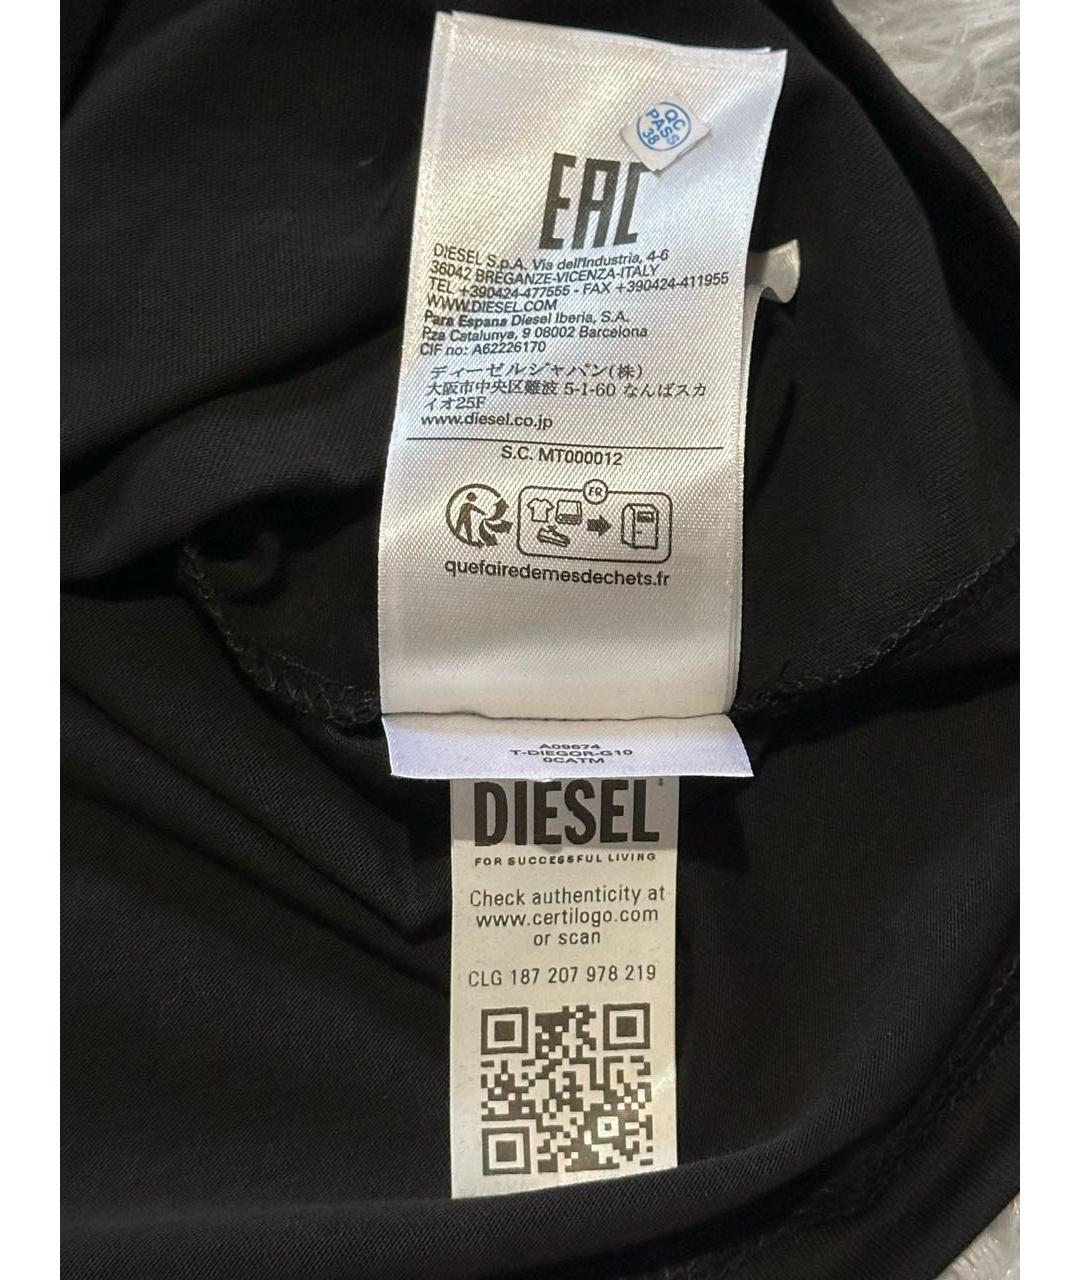 QC
PASS
38
EAC
DIESEL S.p.A. Via dell'Industria, 4-6
36042 BREGANZE-VICENZA-ITALY
TEL +390424-477555 - FAX +390424-411955
WWW.DIESEL.COM
Para Espana Diesel Iberia, S.A.
Pza Catalunya, 9 08002 Barcelona
CIF no: A62226170
ディーゼルジャパン(株)
大阪市中央区難波 5-1-60 なんばスカ
イオ25F
www.diesel.co.jp
S.C. MT000012
FR
quefairedemesdechets.fr
A09674
T-DIEGOR-G10
0CATM
DIESEL
FOR SUCCESSFUL LIVING
Check authenticity at
www.certilogo.com
or scan
CLG 187 207 978 219